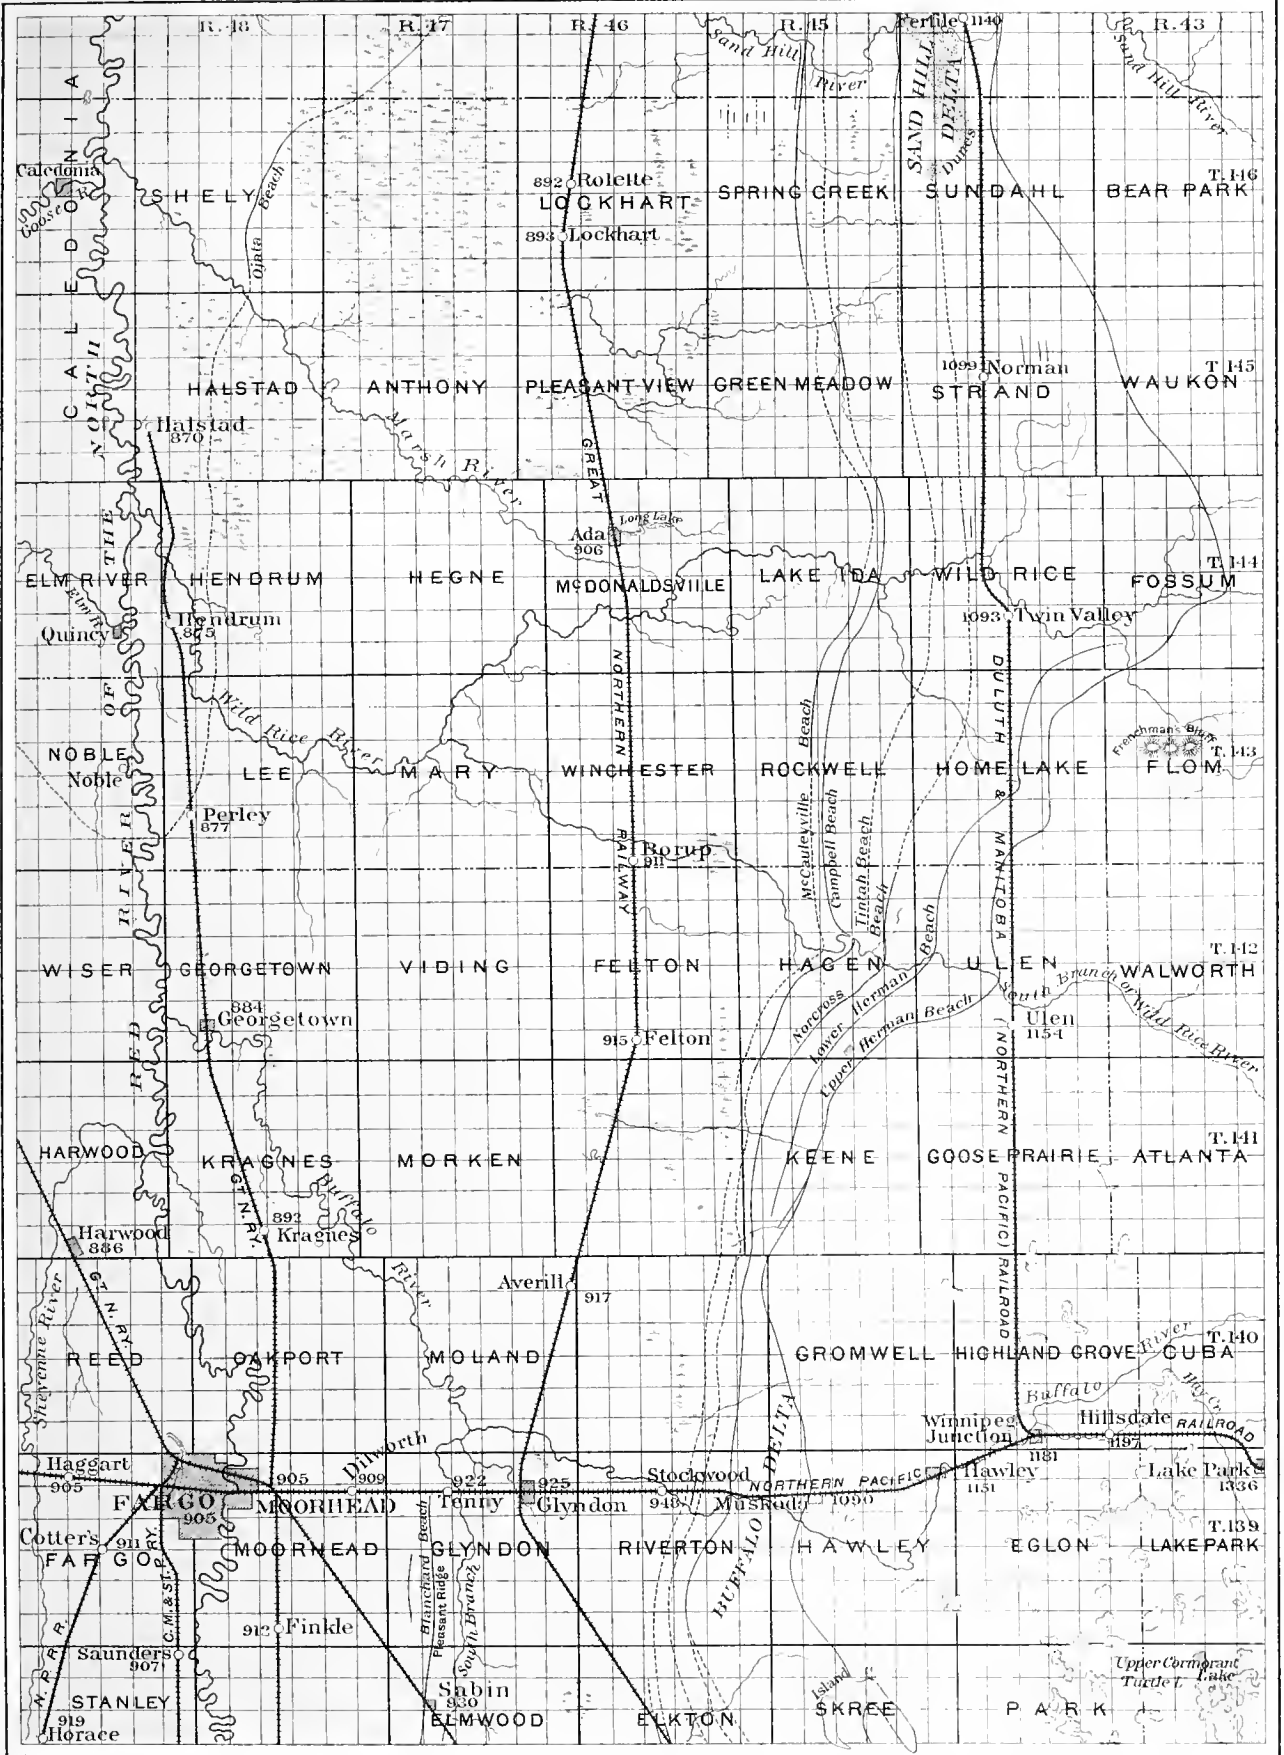 R. 48
R. 47
R. 46
R. 45
Fertile 1140
R. 43
Sand Hill
River
SAND HILL
DELTA
Dunes
Sand Hill River
CALEDONIA
Caledonia
Goose R.
SHELY
Ojata Beach
892 Rolette
LOCKHART
893 Lockhart
SPRING CREEK
SUNDAHL
BEAR PARK
T. 146
HALSTAD
ANTHONY
PLEASANT VIEW
GREEN MEADOW
1099 Norman
STRAND
WAUKON
T. 145
Halstad
870
Marsh River
GREAT
NORTHERN
RAILWAY
RED RIVER OF THE NORTH
Ada
906
Long Lake
ELM RIVER
Elm R.
HENDRUM
HEGNE
McDONALDSVILLE
LAKE IDA
WILD RICE
FOSSUM
T. 144
Quincy
Hendrum
875
1093 Twin Valley
Wild Rice River
NOBLE
Noble
LEE
MARY
WINCHESTER
ROCKWELL
HOME LAKE
FLOM
Frenchman's Bluff
T. 143
Perley
877
Borup
911
McCauleyville Beach
Campbell Beach
Tintah Beach
Beach
Beach
DULUTH & MANITOBA
(NORTHERN PACIFIC) RAILROAD
WISER
GEORGETOWN
VIDING
FELTON
HAGEN
ULEN
WALWORTH
T. 142
884
Georgetown
915 Felton
Norcross
Lower Herman
Upper Herman Beach
South Branch of Wild Rice River
Ulen
1154
HARWOOD
KRAGNES
MORKEN
KEENE
GOOSE PRAIRIE
ATLANTA
T. 141
GT. N. RY.
Buffalo
River
Harwood
886
892
Kragnes
Averill
917
Sheyenne River
GT. N. RY.
REED
OAKPORT
MOLAND
GROMWELL
HIGHLAND GROVE
CUBA
T. 140
Buffalo River
Hay Cr.
Winnipeg
Junction
1181
Hillsdale
1197
RAILROAD
Haggart
905
FARGO
905
905
MOORHEAD
Dilworth
909
922
Tenny
925
Glyndon
Stockwood
943
Muskoda
1090
NORTHERN PACIFIC
Hawley
1151
Lake Park
1336
Cotter's
911
FARGO
MOORHEAD
GLYNDON
RIVERTON
HAWLEY
EGLON
LAKE PARK
T. 139
BUFFALO DELTA
Blanchard Beach
Pleasant Ridge
South Branch
C. M. & ST. P. RY.
N. P. R. R.
912 Finkle
Saunders
907
STANLEY
919
Horace
Sabin
930
ELMWOOD
ELKTON
Island
SKREE
PARK
Upper Cormorant
Lake
Turtle L.